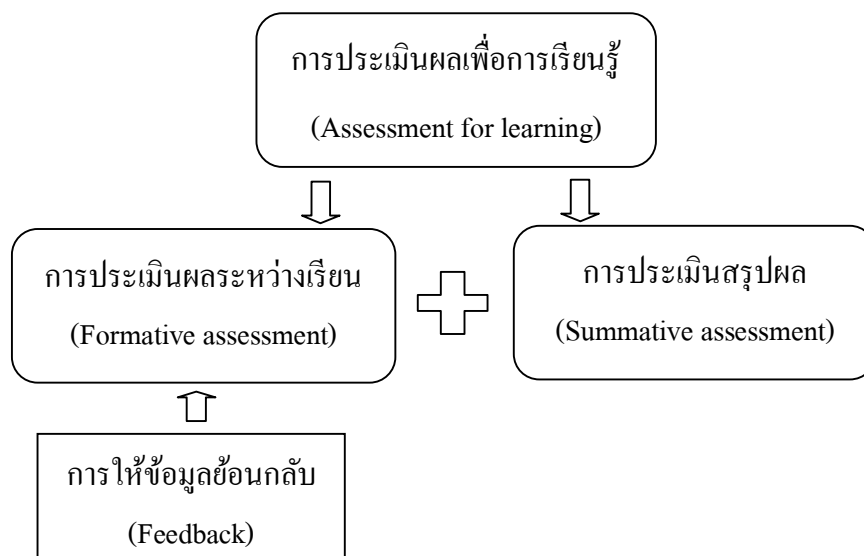 การประเมินผลเพื่อการเรียนรู้
(Assessment for learning)
การประเมินผลระหว่างเรียน
(Formative assessment)
การประเมินสรุปผล
(Summative assessment)
การให้ข้อมูลย้อนกลับ
(Feedback)